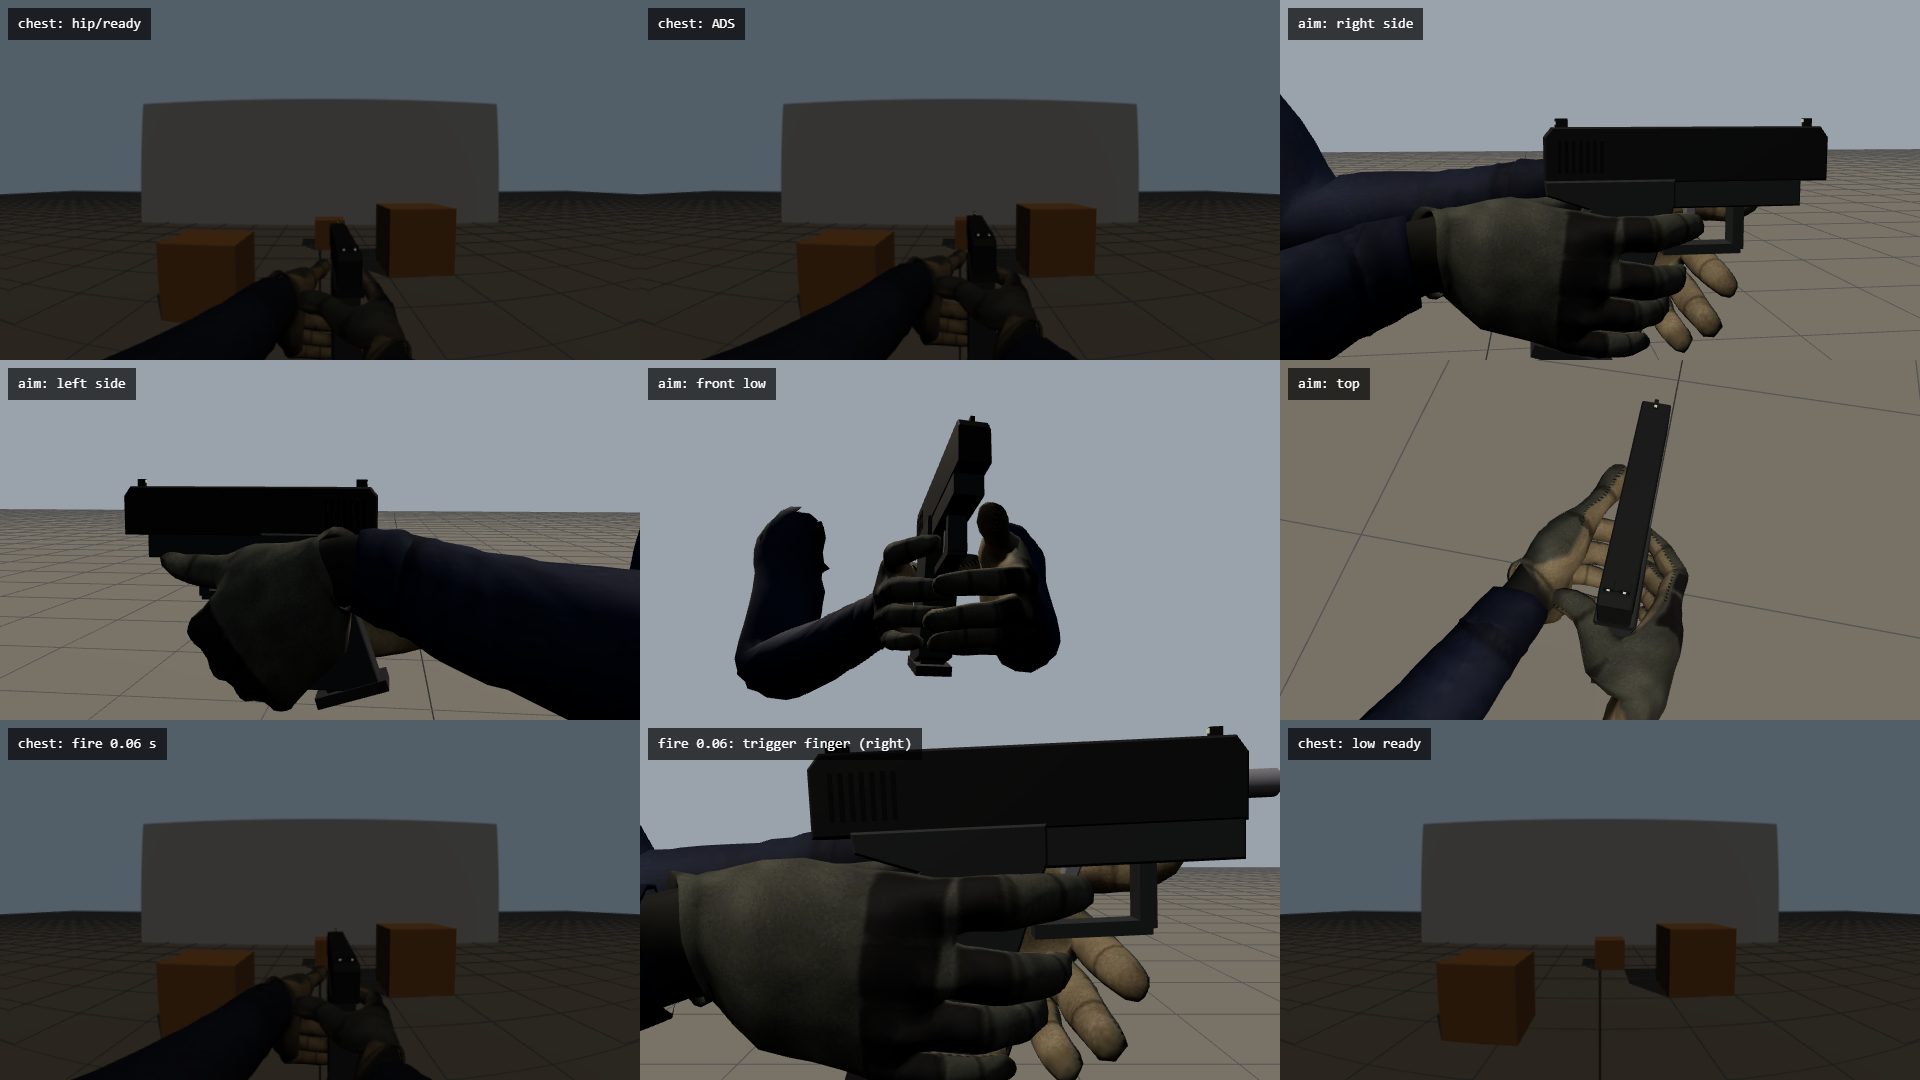 chest: hip/ready
chest: ADS
aim: right side
aim: left side
aim: front low
aim: top
chest: fire 0.06 s
fire 0.06: trigger finger (right)
chest: low ready